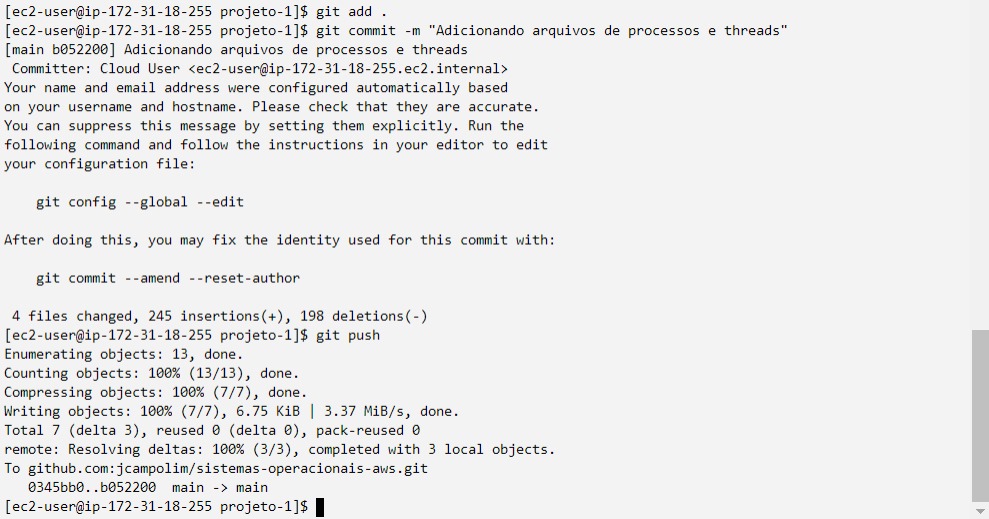 [ec2-user@ip-172-31-18-255 projeto-1]$ git add .
[ec2-user@ip-172-31-18-255 projeto-1]$ git commit -m "Adicionando arquivos de processos e threads"
[main b052200] Adicionando arquivos de processos e threads
 Committer: Cloud User <ec2-user@ip-172-31-18-255.ec2.internal>
Your name and email address were configured automatically based
on your username and hostname. Please check that they are accurate.
You can suppress this message by setting them explicitly. Run the
following command and follow the instructions in your editor to edit
your configuration file:

    git config --global --edit

After doing this, you may fix the identity used for this commit with:

    git commit --amend --reset-author

 4 files changed, 245 insertions(+), 198 deletions(-)
[ec2-user@ip-172-31-18-255 projeto-1]$ git push
Enumerating objects: 13, done.
Counting objects: 100% (13/13), done.
Compressing objects: 100% (7/7), done.
Writing objects: 100% (7/7), 6.75 KiB | 3.37 MiB/s, done.
Total 7 (delta 3), reused 0 (delta 0), pack-reused 0
remote: Resolving deltas: 100% (3/3), completed with 3 local objects.
To github.com:jcampolim/sistemas-operacionais-aws.git
   0345bb0..b052200  main -> main
[ec2-user@ip-172-31-18-255 projeto-1]$